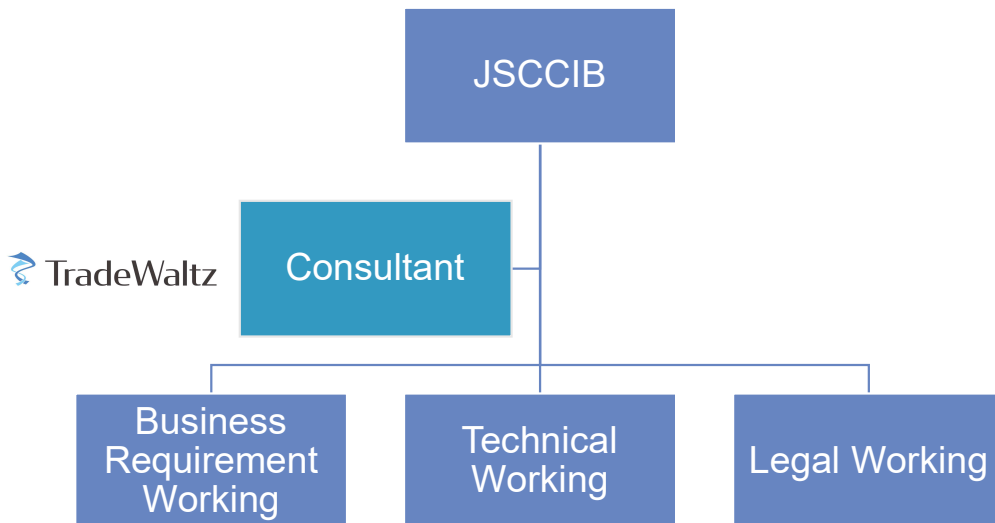 JSCCIB
Consultant
TradeWaltz
Business
Requirement
Working
Technical
Working
Legal Working